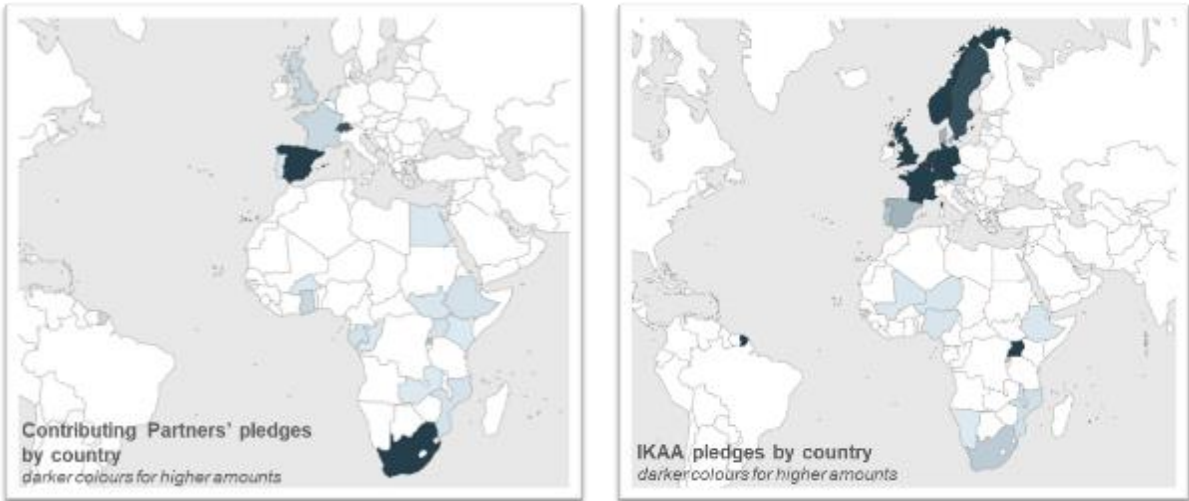 Contributing Partners' pledges
by country
darker colours for higher amounts
IKAA pledges by country
darker colours for higher amounts